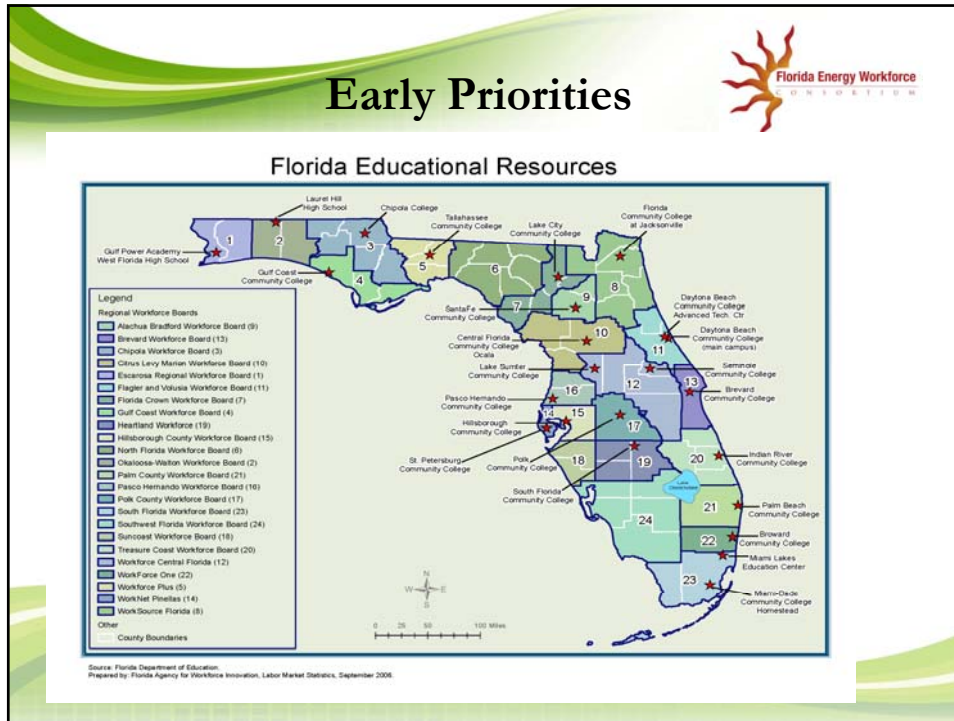 Early Priorities
Florida Energy Workforce
CONSORTIUM
Florida Educational Resources
Laurel Hill
High School
Chipola College
Tallahassee
Community College
Lake City
Community College
Florida
Community College
at Jacksonville
Gulf Power Academy
West Florida High School
Gulf Coast
Community College
SantaFe
Community College
Daytona Beach
Community College
Advanced Tech. Ctr
Daytona Beach
Community College
(main campus)
Central Florida
Community College
Ocala
Lake Sumter
Community College
Seminole
Community College
Brevard
Community College
Pasco Hernando
Community College
Hillsborough
Community College
St. Petersburg
Community College
Polk
Community College
South Florida
Community College
Indian River
Community College
Lake
Okeechobee
Palm Beach
Community College
Broward
Community College
Miami Lakes
Education Center
Miami-Dade
Community College
Homestead
1
2
3
4
5
6
7
8
9
10
11
12
13
14
15
16
17
18
19
20
21
22
23
24
Legend
Regional Workforce Boards
Alachua Bradford Workforce Board (9)
Brevard Workforce Board (13)
Chipola Workforce Board (3)
Citrus Levy Marion Workforce Board (10)
Escarosa Regional Workforce Board (1)
Flagler and Volusia Workforce Board (11)
Florida Crown Workforce Board (7)
Gulf Coast Workforce Board (4)
Heartland Workforce (19)
Hillsborough County Workforce Board (15)
North Florida Workforce Board (6)
Okaloosa-Walton Workforce Board (2)
Palm County Workforce Board (21)
Pasco Hernando Workforce Board (16)
Polk County Workforce Board (17)
South Florida Workforce Board (23)
Southwest Florida Workforce Board (24)
Suncoast Workforce Board (18)
Treasure Coast Workforce Board (20)
Workforce Central Florida (12)
WorkForce One (22)
Workforce Plus (5)
WorkNet Pinellas (14)
WorkSource Florida (8)
Other
County Boundaries
N
W E
S
0 25 50 100 Miles
Source: Florida Department of Education.
Prepared by: Florida Agency for Workforce Innovation, Labor Market Statistics, September 2006.